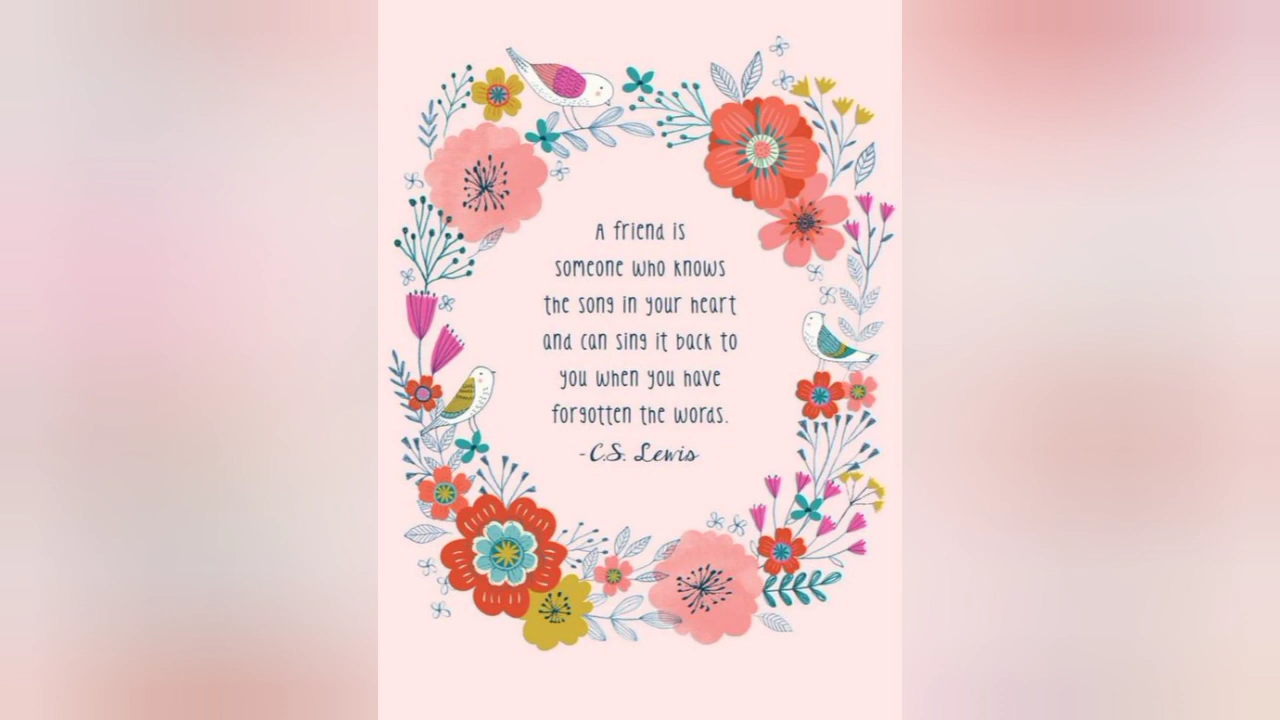 A friend is
someone who knows
the song in your heart
and can sing it back to
you when you have
forgotten the words.
-C.S. Lewis